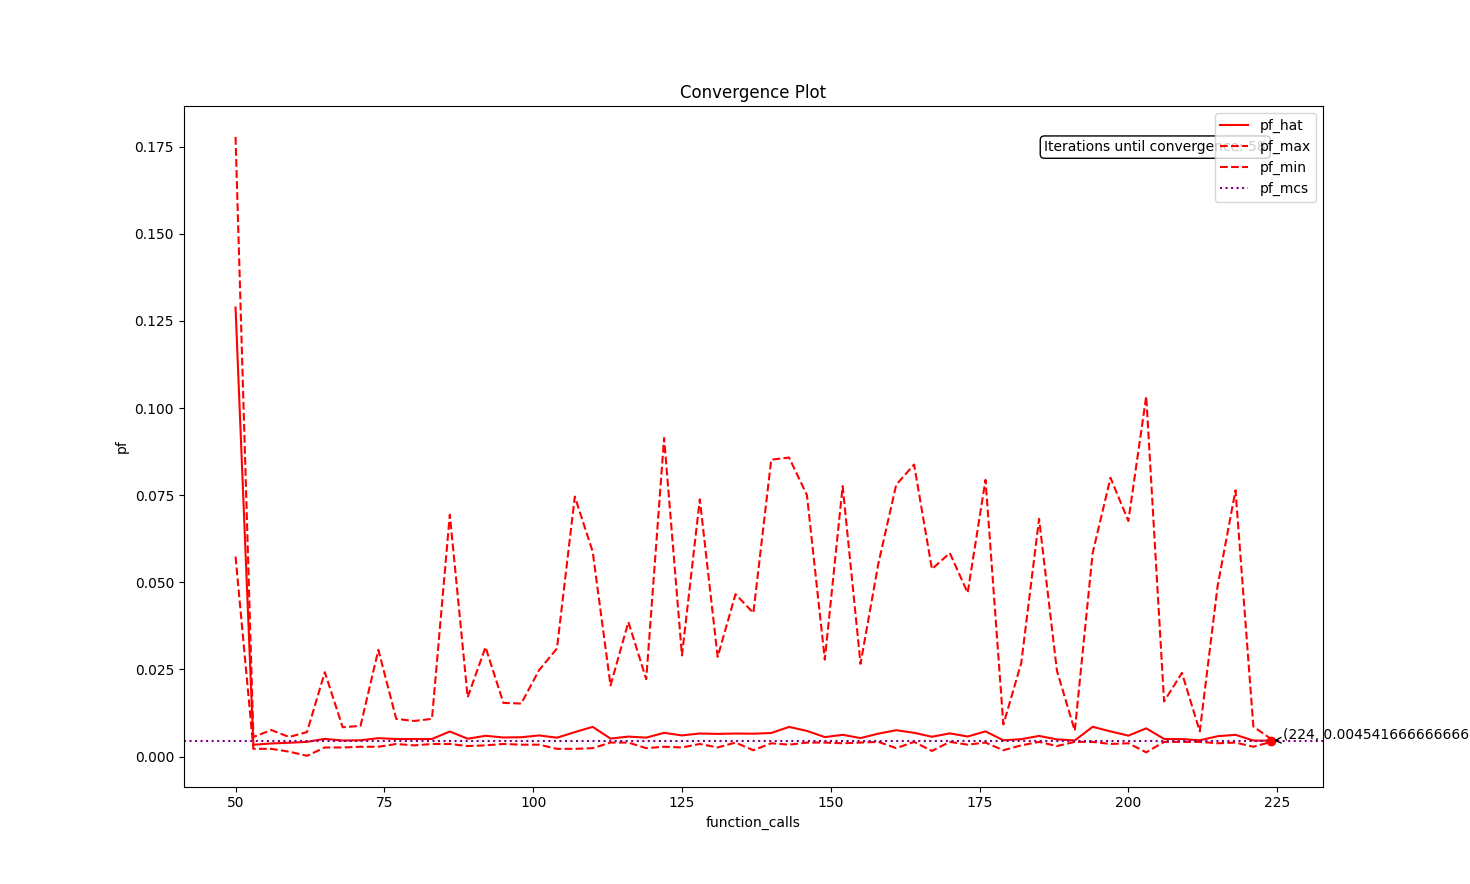 Convergence Plot
pf_hat
pf_max
pf_min
pf_mcs
Iterations until convergence: 58
0.175
0.150
0.125
0.100
0.075
0.050
0.025
0.000
pf
(224, 0.004541666666666
50 75 100 125 150 175 200 225
function_calls